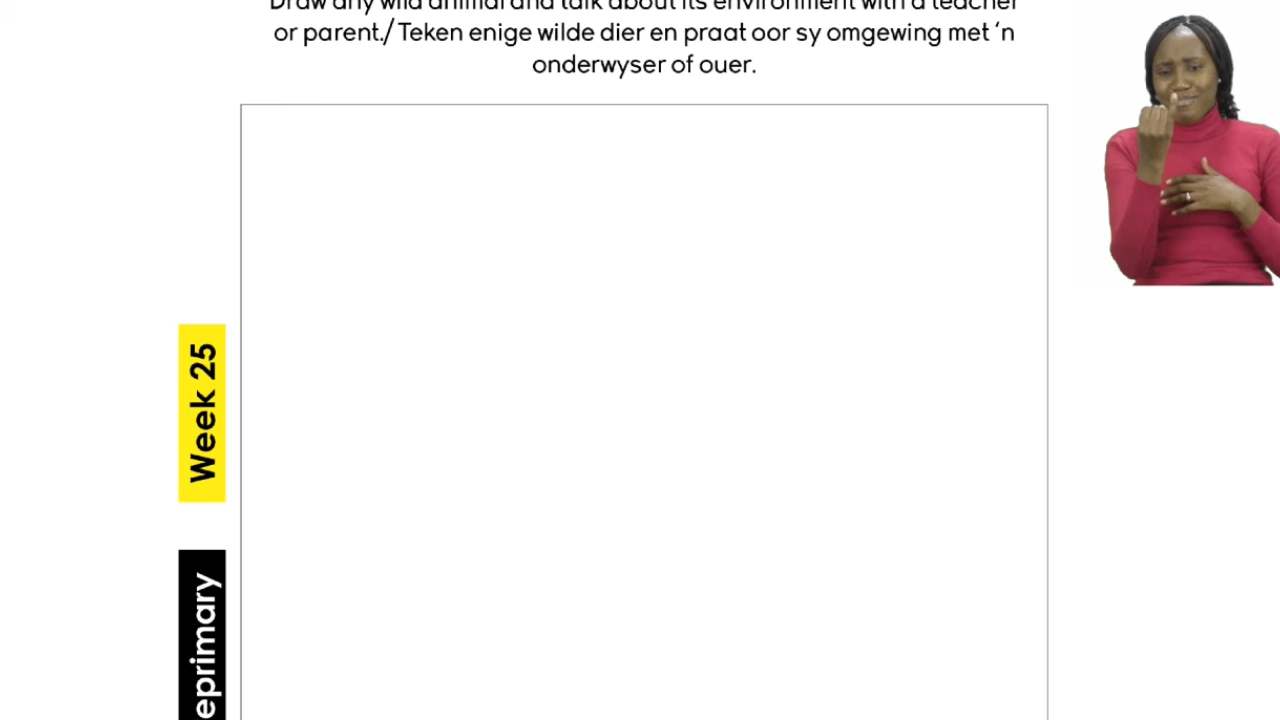 Draw any wild animal and talk about its environment with a teacher
or parent./ Teken enige wilde dier en praat oor sy omgewing met ‘n
onderwyser of ouer.
Week 25
eprimary